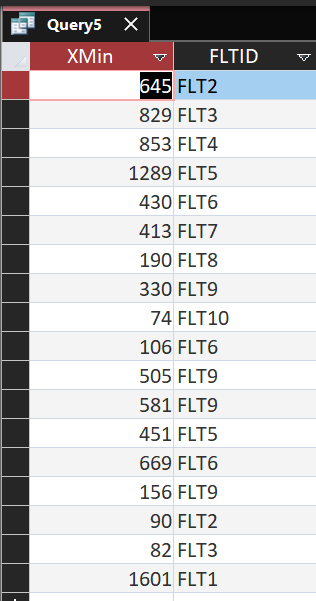 Query5
XMin FLTID
645 FLT2
829 FLT3
853 FLT4
1289 FLT5
430 FLT6
413 FLT7
190 FLT8
330 FLT9
74 FLT10
106 FLT6
505 FLT9
581 FLT9
451 FLT5
669 FLT6
156 FLT9
90 FLT2
82 FLT3
1601 FLT1